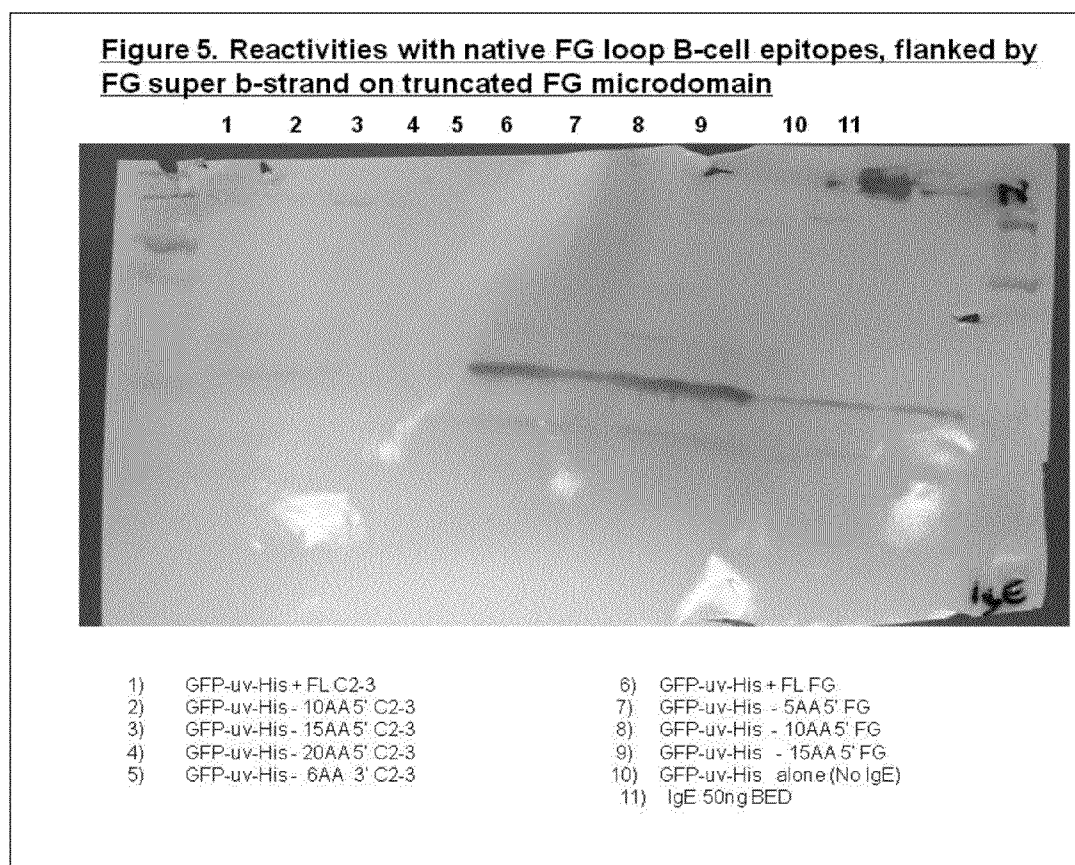 Figure 5. Reactivities with native FG loop B-cell epitopes, flanked by
FG super b-strand on truncated FG microdomain
1 2 3 4 5 6 7 8 9 10 11
N
IgE
1) GFP-uv-His + FL C2-3
2) GFP-uv-His - 10AA 5' C2-3
3) GFP-uv-His - 15AA 5' C2-3
4) GFP-uv-His - 20AA 5' C2-3
5) GFP-uv-His - 6AA 3' C2-3
6) GFP-uv-His + FL FG
7) GFP-uv-His - 5AA 5' FG
8) GFP-uv-His - 10AA 5' FG
9) GFP-uv-His - 15AA 5' FG
10) GFP-uv-His alone (No IgE)
11) IgE 50ng BED